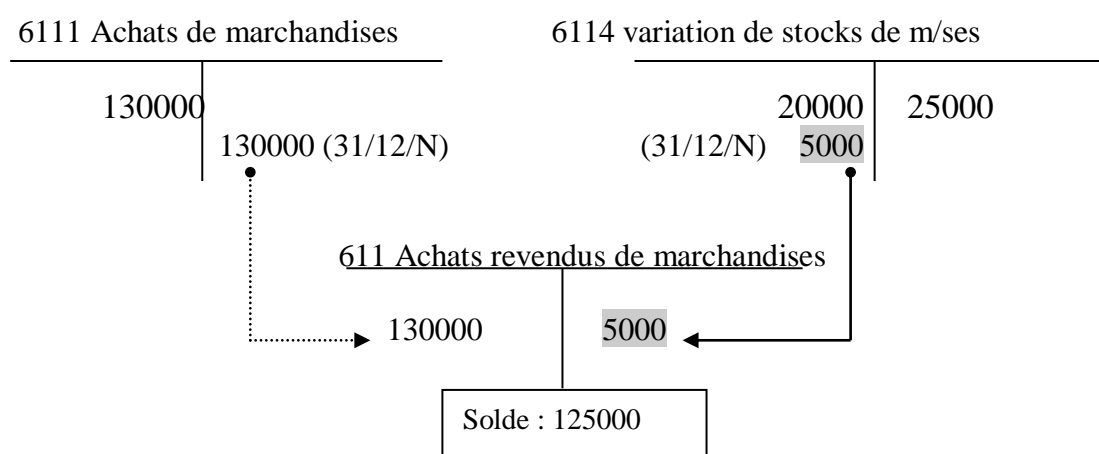 6111 Achats de marchandises 6114 variation de stocks de m/ses
130000 20000 25000
130000 (31/12/N) (31/12/N) 5000
611 Achats revendus de marchandises
130000 5000
Solde : 125000